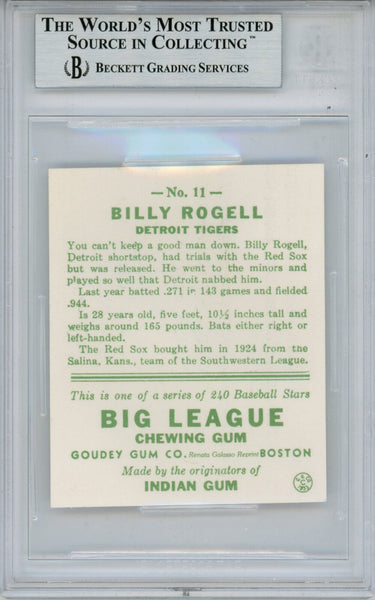 THE WORLD'S MOST TRUSTED
SOURCE IN COLLECTING™
B BECKETT GRADING SERVICES
— No. 11 —
BILLY ROGELL
DETROIT TIGERS
You can't keep a good man down. Billy Rogell,
Detroit shortstop, had trials with the Red Sox
but was released. He went to the minors and
played so well that Detroit nabbed him.
Last year batted .271 in 143 games and fielded
.944.
Is 28 years old, five feet, 10½ inches tall and
weighs around 165 pounds. Bats either right or
left-handed.
The Red Sox bought him in 1924 from the
Salina, Kans., team of the Southwestern League.
This is one of a series of 240 Baseball Stars
BIG LEAGUE
CHEWING GUM
GOUDEY GUM CO. Renata Galasso Reprint BOSTON
Made by the originators of
INDIAN GUM